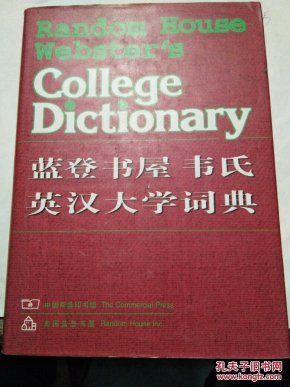 Random House
Webster's
College
Dictionary
蓝登书屋 韦氏
英汉大学词典
中国商务印书馆 The Commercial Press
美国蓝登书屋 Random House Inc.
孔夫子旧书网